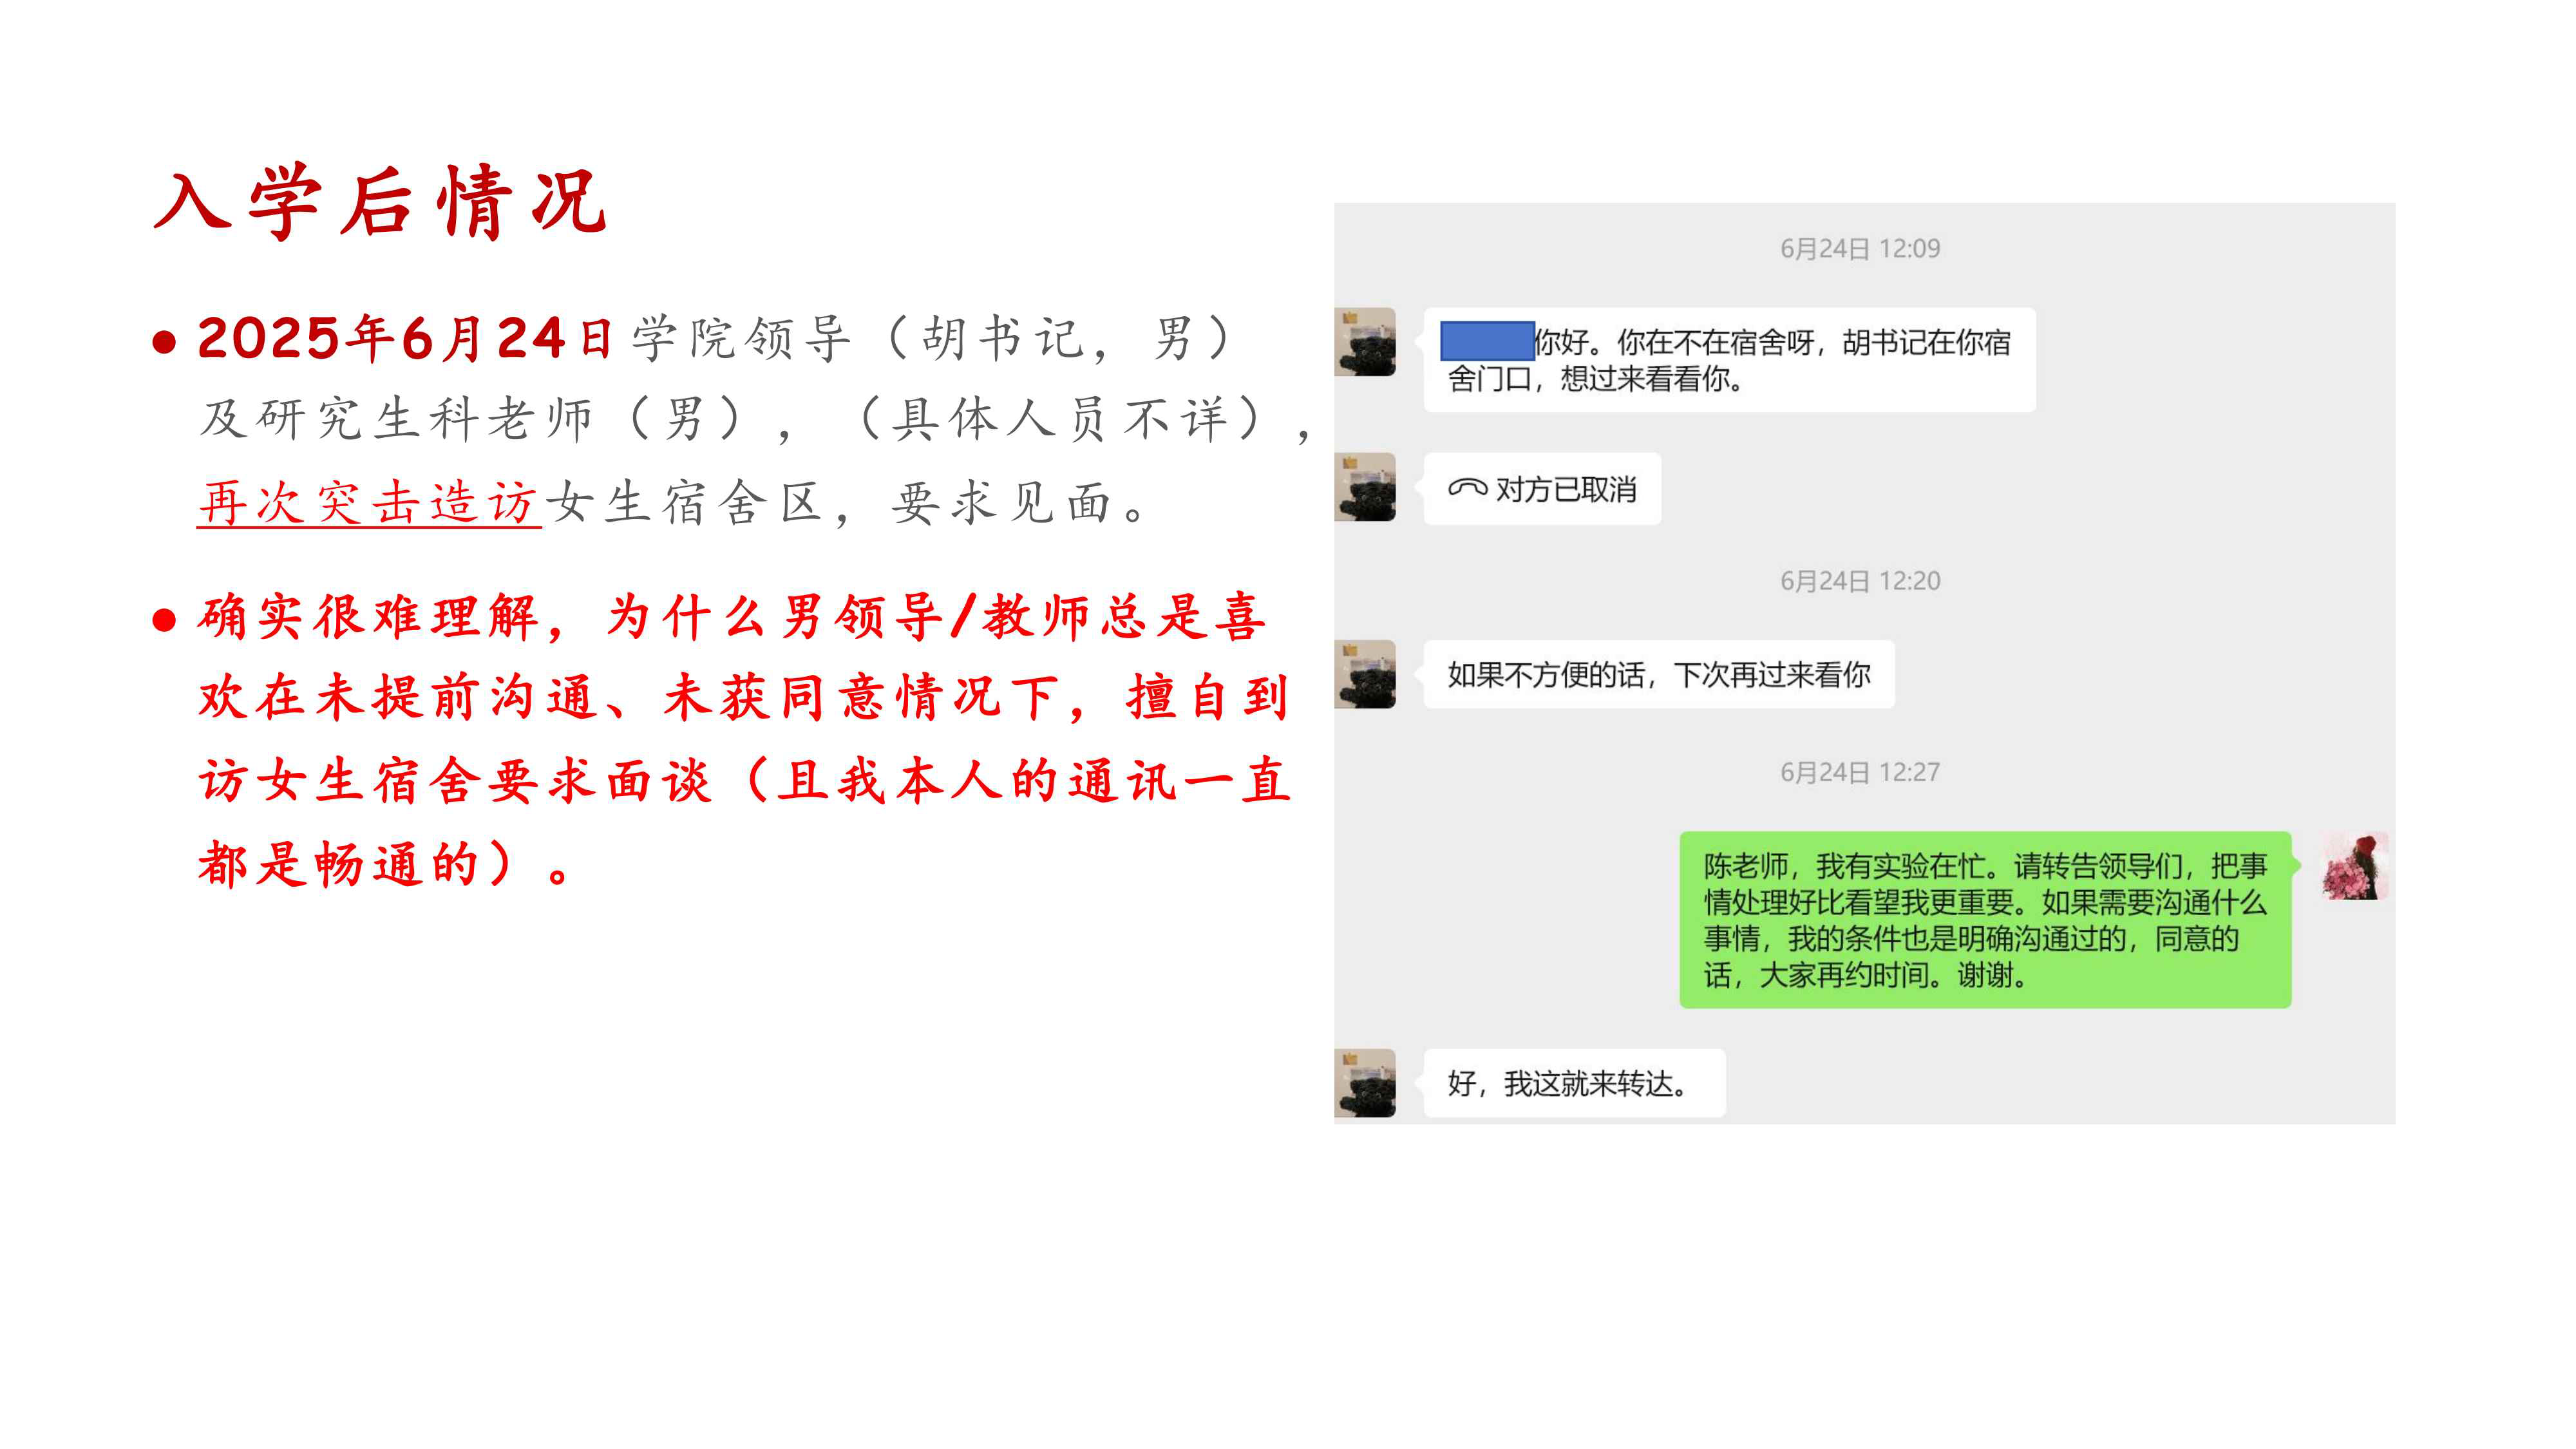 入学后情况
2025年6月24日学院领导（胡书记，男）
及研究生科老师（男），（具体人员不详），
再次突击造访女生宿舍区，要求见面。
确实很难理解，为什么男领导/教师总是喜
欢在未提前沟通、未获同意情况下，擅自到
访女生宿舍要求面谈（且我本人的通讯一直
都是畅通的）。
6月24日 12:09
你好。你在不在宿舍呀，胡书记在你宿
舍门口，想过来看看你。
对方已取消
6月24日 12:20
如果不方便的话，下次再过来看你
6月24日 12:27
陈老师，我有实验在忙。请转告领导们，把事
情处理好比看望我更重要。如果需要沟通什么
事情，我的条件也是明确沟通过的，同意的
话，大家再约时间。谢谢。
好，我这就来转达。